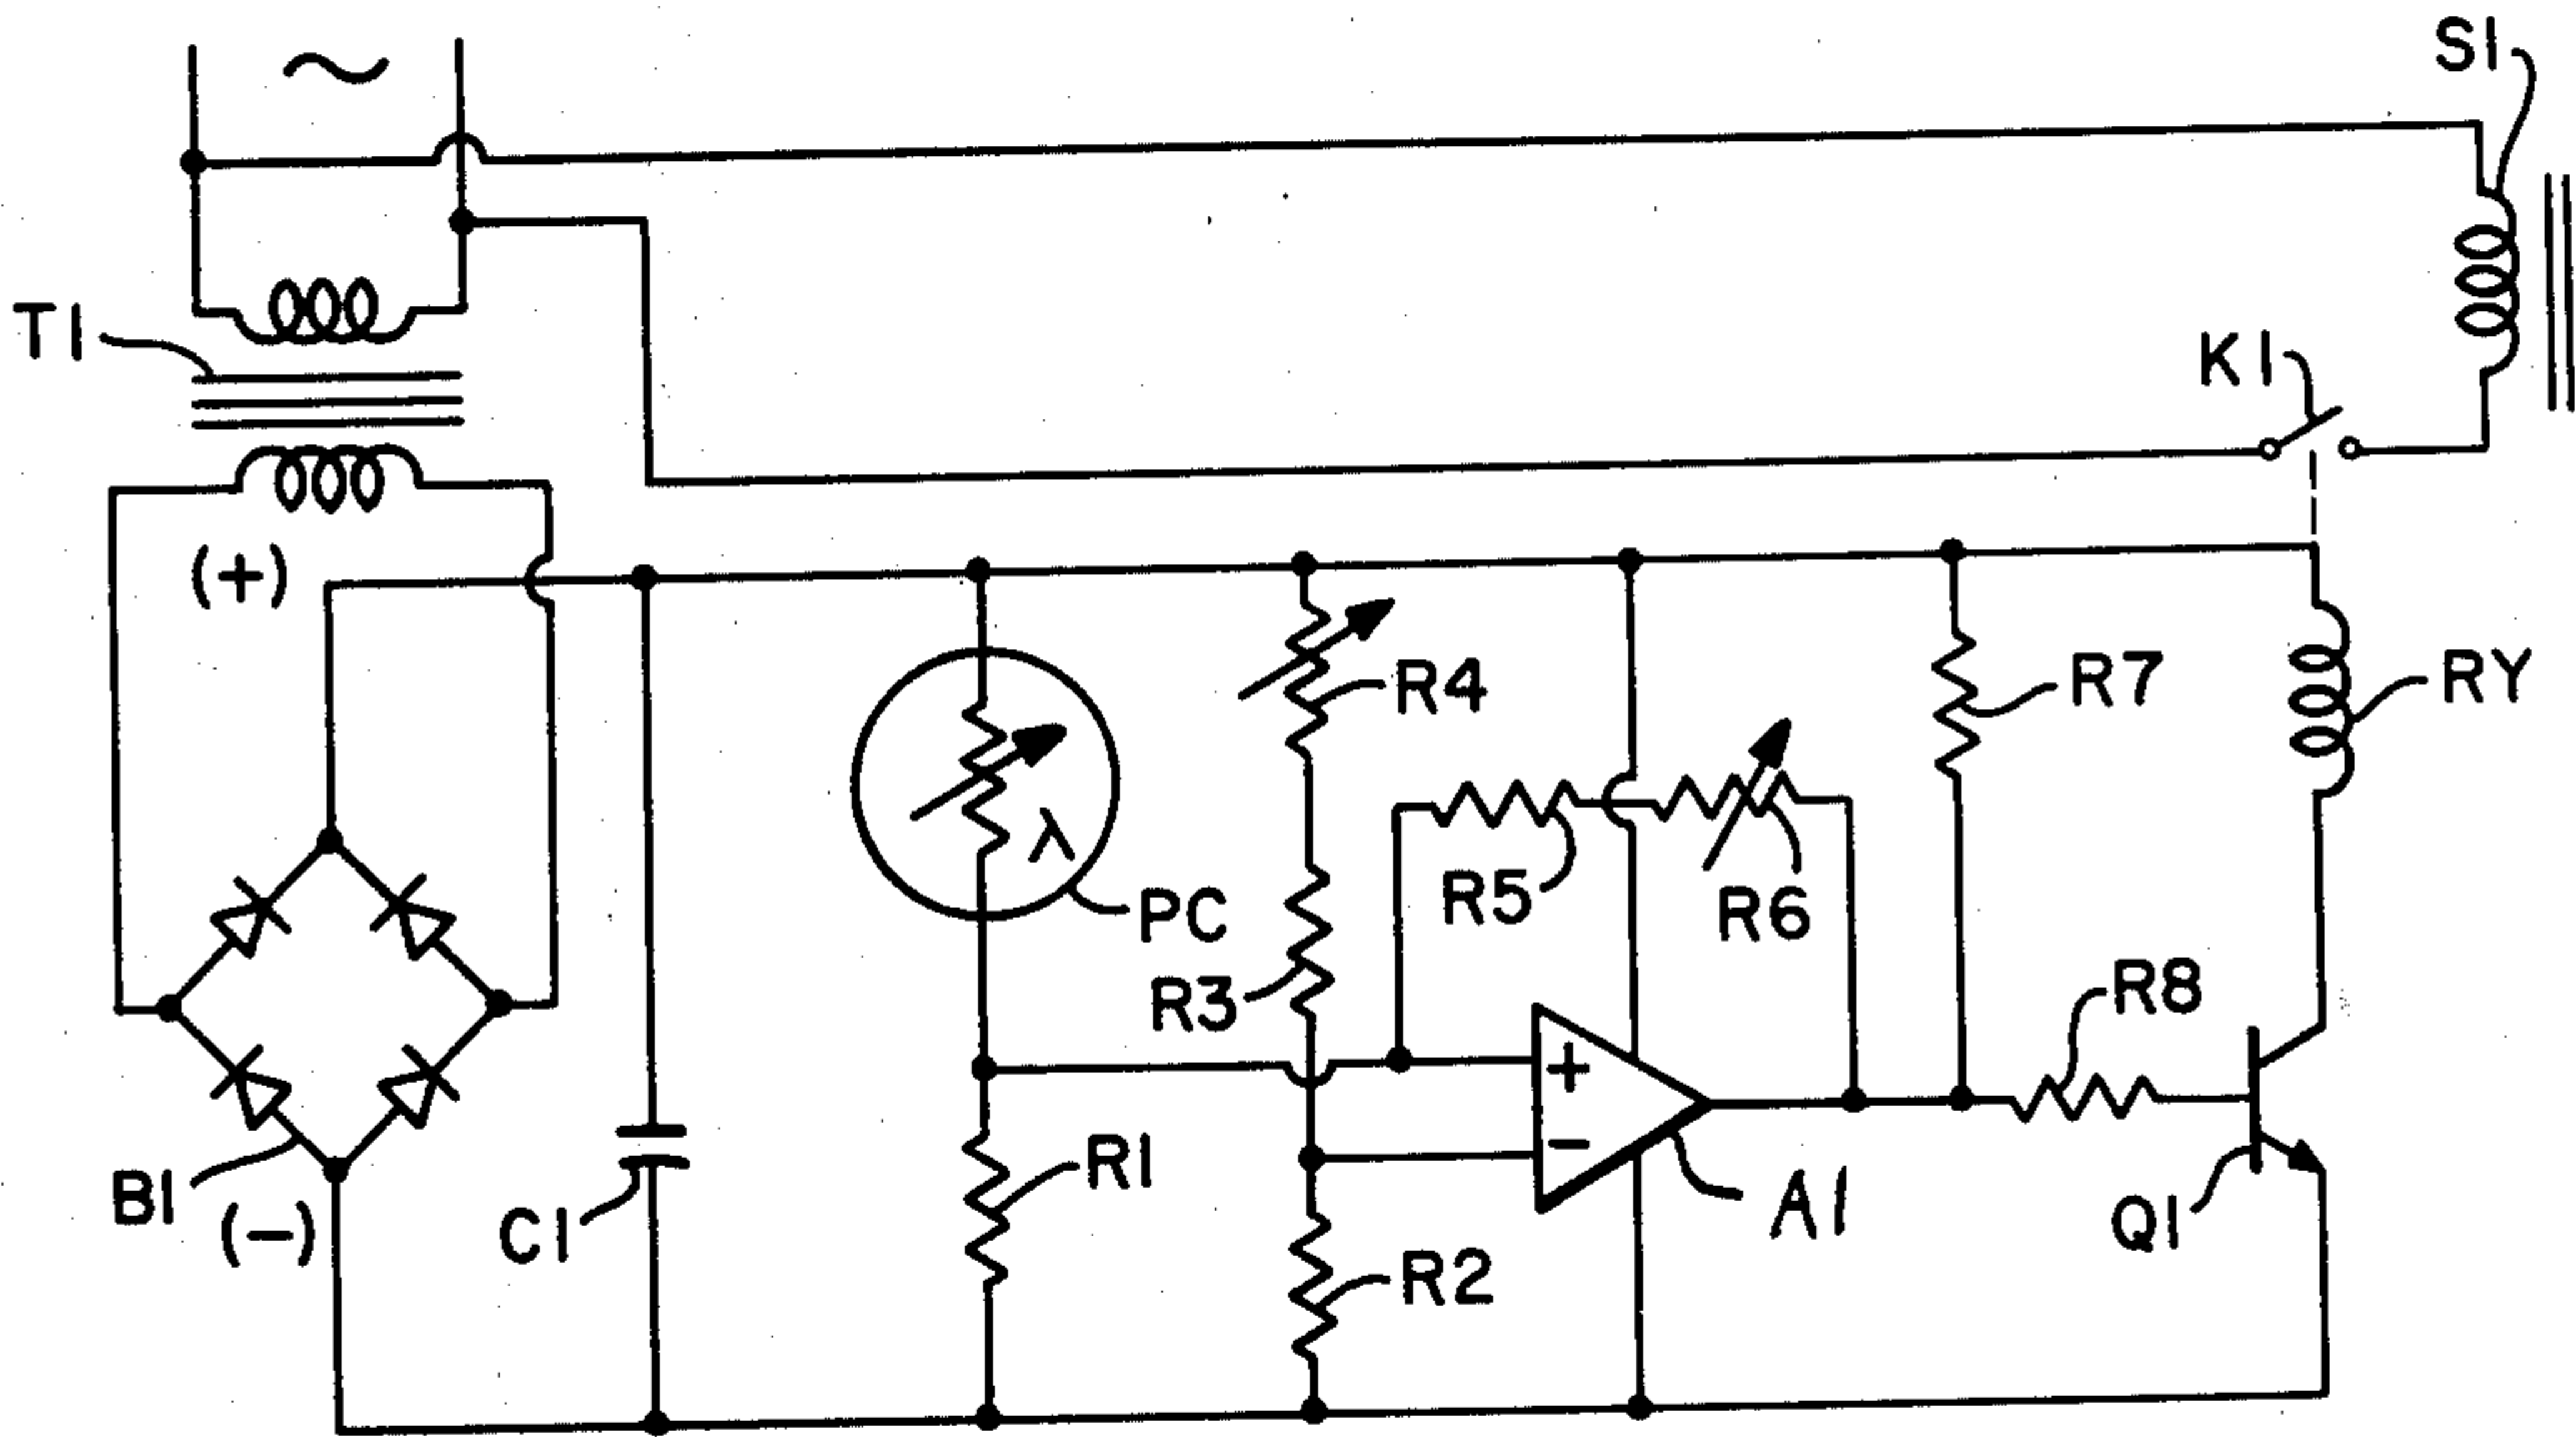 S1
T1
K1
(+)
R4
R7
RY
λ
PC
R5
R6
R3
R8
+
−
B1
(−)
C1
R1
A1
Q1
R2